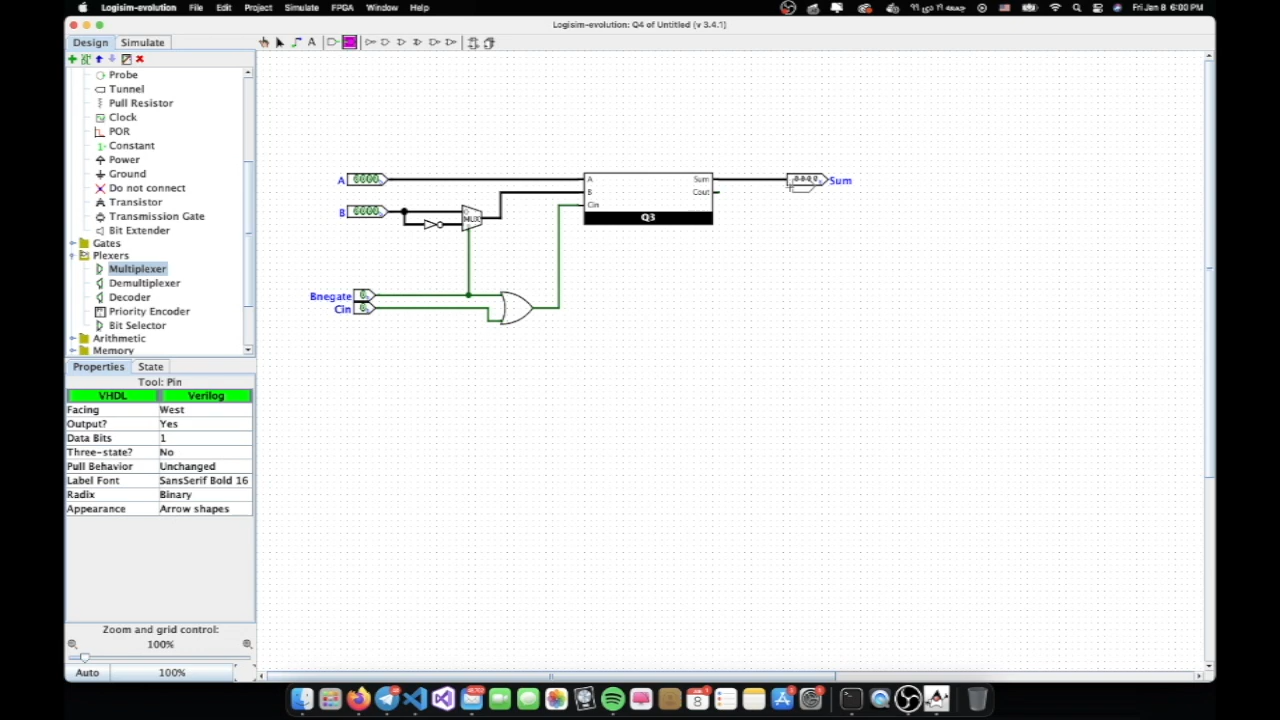 Logisim-evolution File Edit Project Simulate FPGA Window Help Fri Jan 8 6:00 PM
Logisim-evolution: Q4 of Untitled (v 3.4.1)
Design Simulate
Probe
Tunnel
Pull Resistor
Clock
POR
Constant
Power
Ground
Do not connect
Transistor
Transmission Gate
Bit Extender
Gates
Plexers
Multiplexer
Demultiplexer
Decoder
Priority Encoder
Bit Selector
Arithmetic
Memory
Properties State
Tool: Pin
VHDL Verilog
Facing West
Output? Yes
Data Bits 1
Three-state? No
Pull Behavior Unchanged
Label Font SansSerif Bold 16
Radix Binary
Appearance Arrow shapes
Zoom and grid control:
100%
Auto 100%
A 0000 A Sum Sum
B Cout
B 0000 MUX Cin
Q3
Bnegate 0
Cin 0